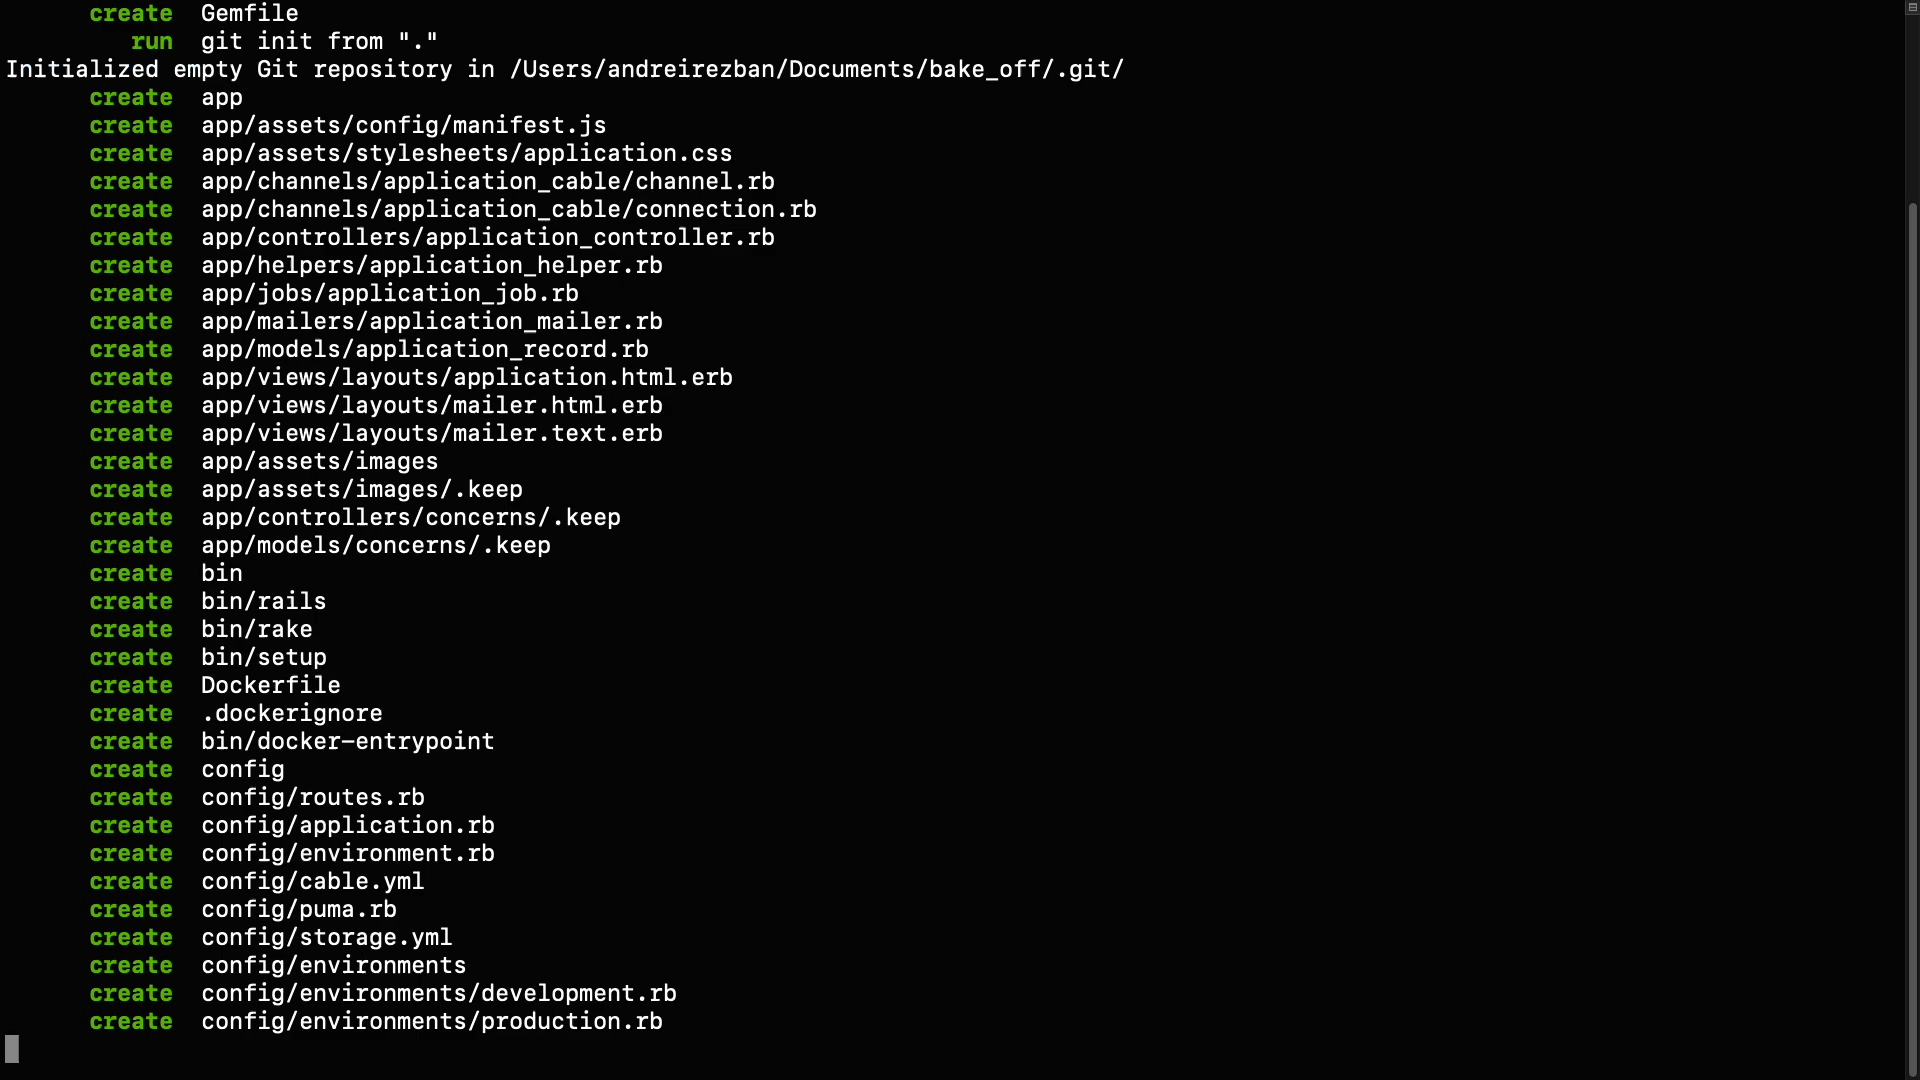 create Gemfile
run git init from "."
Initialized empty Git repository in /Users/andreirezban/Documents/bake_off/.git/
create app
create app/assets/config/manifest.js
create app/assets/stylesheets/application.css
create app/channels/application_cable/channel.rb
create app/channels/application_cable/connection.rb
create app/controllers/application_controller.rb
create app/helpers/application_helper.rb
create app/jobs/application_job.rb
create app/mailers/application_mailer.rb
create app/models/application_record.rb
create app/views/layouts/application.html.erb
create app/views/layouts/mailer.html.erb
create app/views/layouts/mailer.text.erb
create app/assets/images
create app/assets/images/.keep
create app/controllers/concerns/.keep
create app/models/concerns/.keep
create bin
create bin/rails
create bin/rake
create bin/setup
create Dockerfile
create .dockerignore
create bin/docker-entrypoint
create config
create config/routes.rb
create config/application.rb
create config/environment.rb
create config/cable.yml
create config/puma.rb
create config/storage.yml
create config/environments
create config/environments/development.rb
create config/environments/production.rb